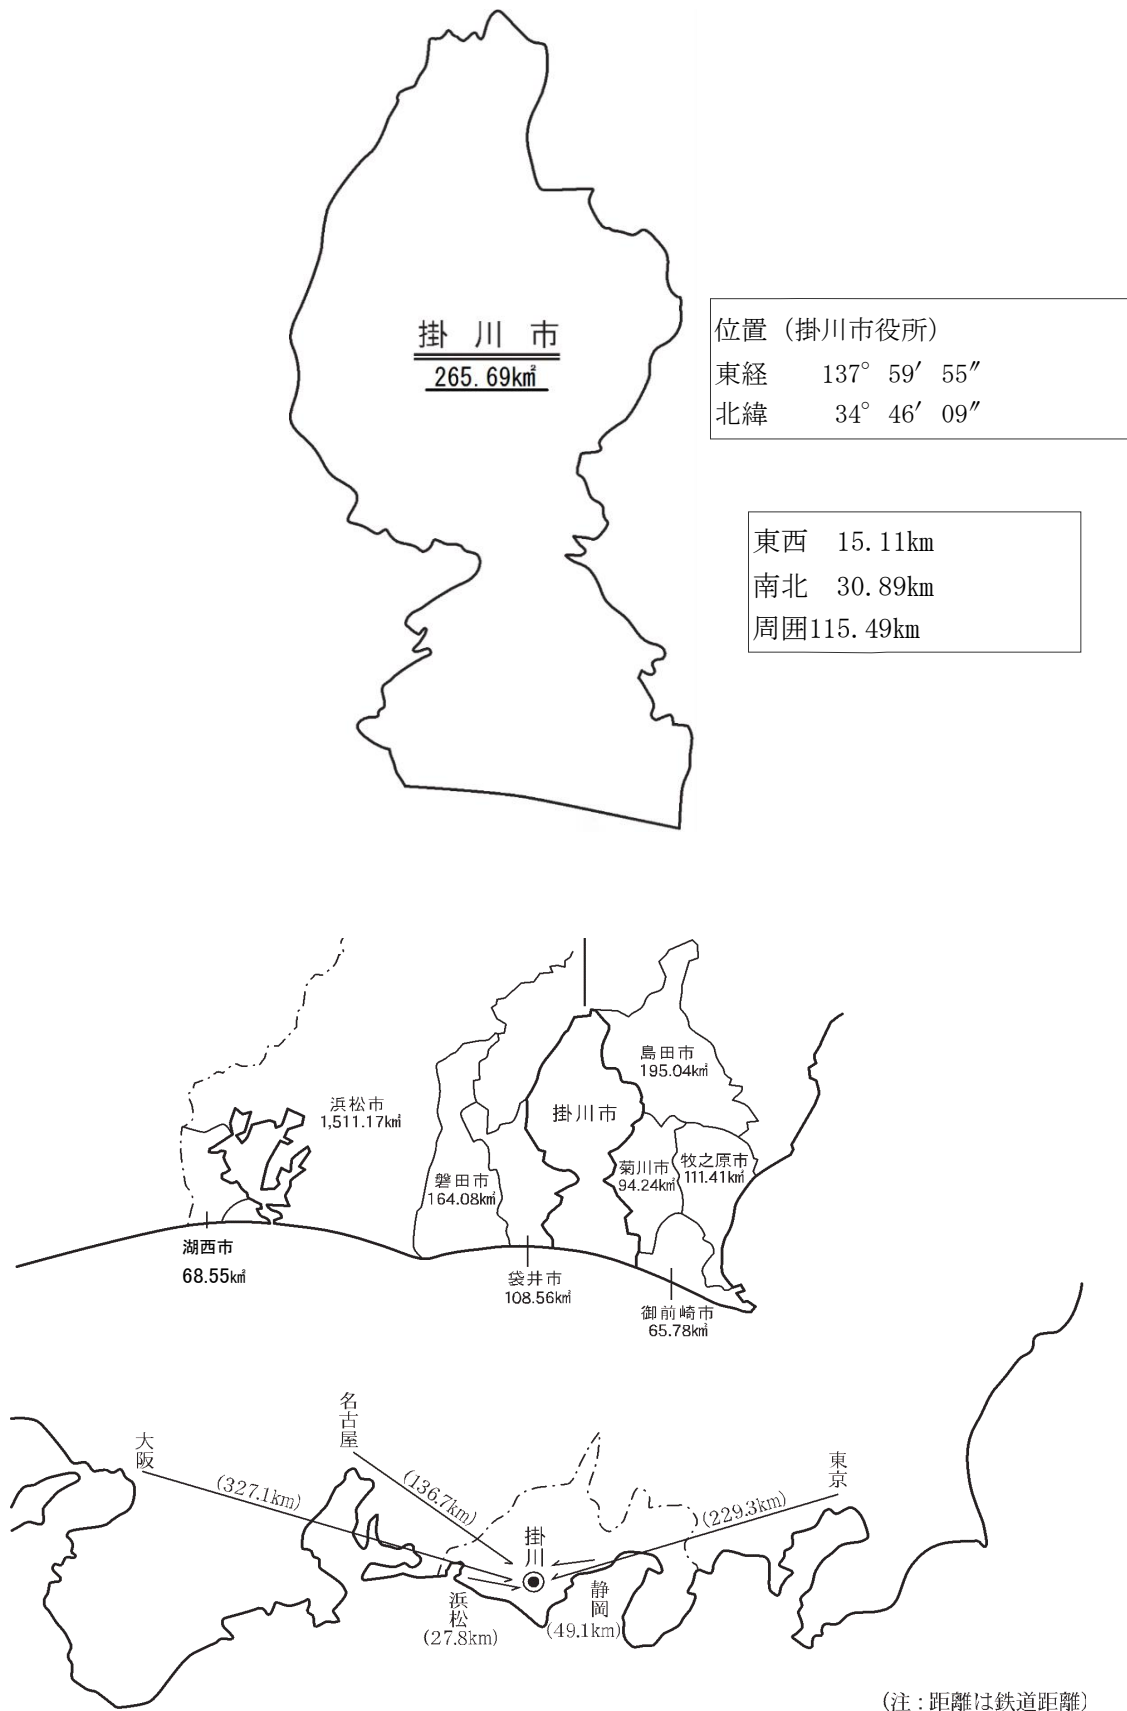 掛川市
265.69k㎡
位置（掛川市役所）
東経　137°59′55″
北緯　34°46′09″
東西　15.11km
南北　30.89km
周囲115.49km
島田市
195.04k㎡
浜松市
1,511.17k㎡
掛川市
磐田市
164.08k㎡
菊川市
94.24k㎡
牧之原市
111.41k㎡
湖西市
68.55k㎡
袋井市
108.56k㎡
御前崎市
65.78k㎡
大阪
(327.1km)
名古屋
(136.7km)
東京
(229.3km)
掛川
浜松
(27.8km)
静岡
(49.1km)
(注：距離は鉄道距離)